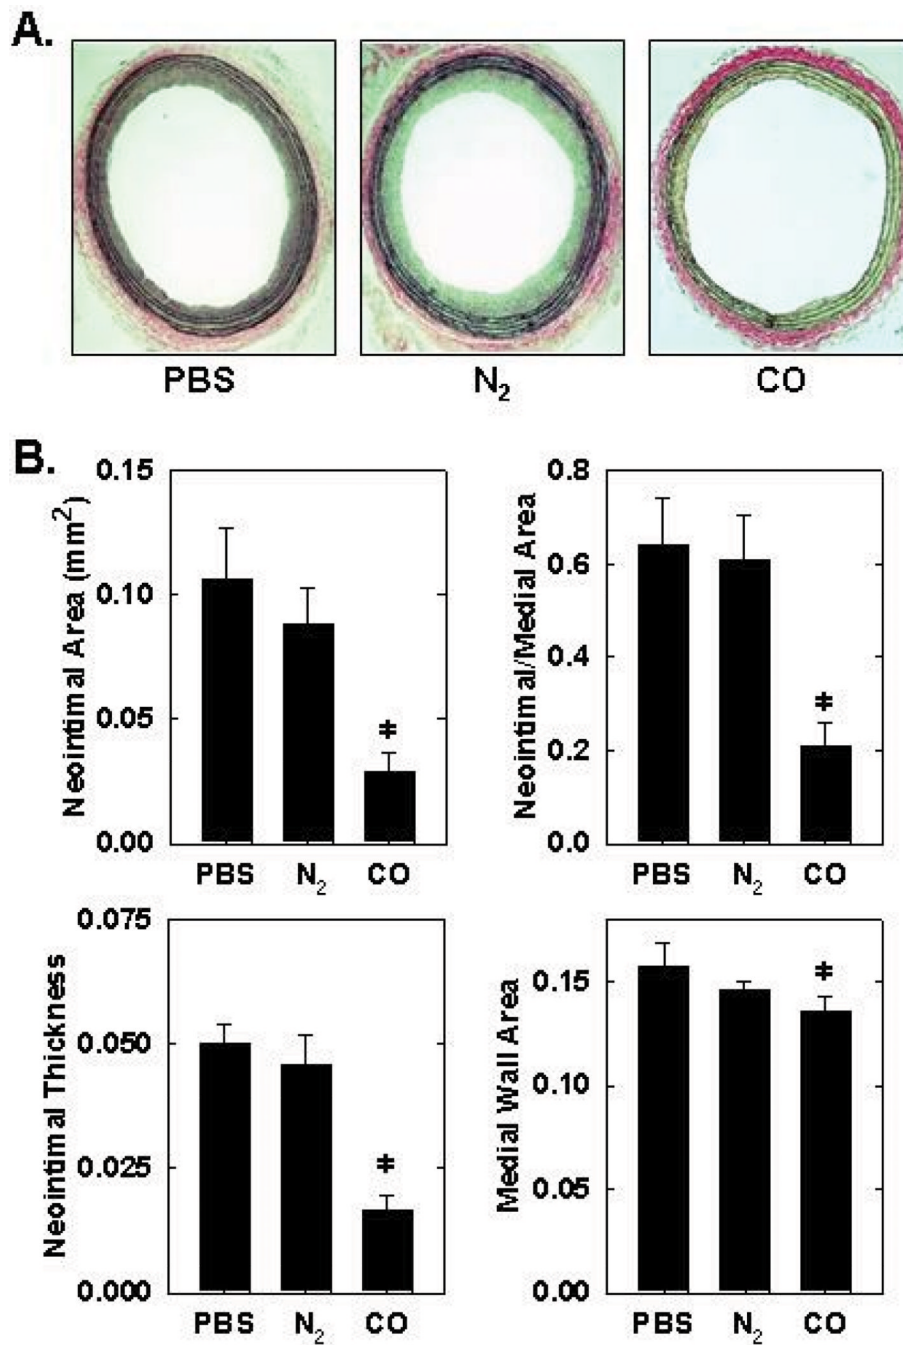 A.
PBS N₂ CO
B.
Neointimal Area (mm²)
0.15
0.10
0.05
0.00
PBS N₂ CO
‡
Neointimal/Medial Area
0.8
0.6
0.4
0.2
0.0
PBS N₂ CO
‡
Neointimal Thickness
0.075
0.050
0.025
0.000
PBS N₂ CO
‡
Medial Wall Area
0.15
0.10
0.05
0.00
PBS N₂ CO
‡